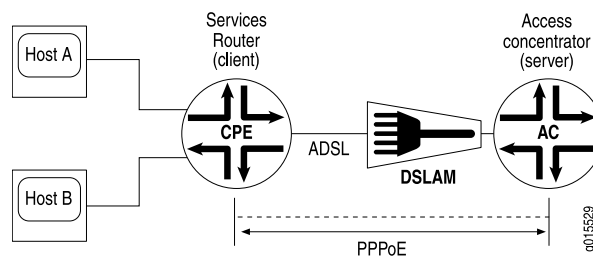 Services
Router
(client)
Access
concentrator
(server)
Host A
CPE
ADSL
DSLAM
AC
Host B
PPPoE
g015529